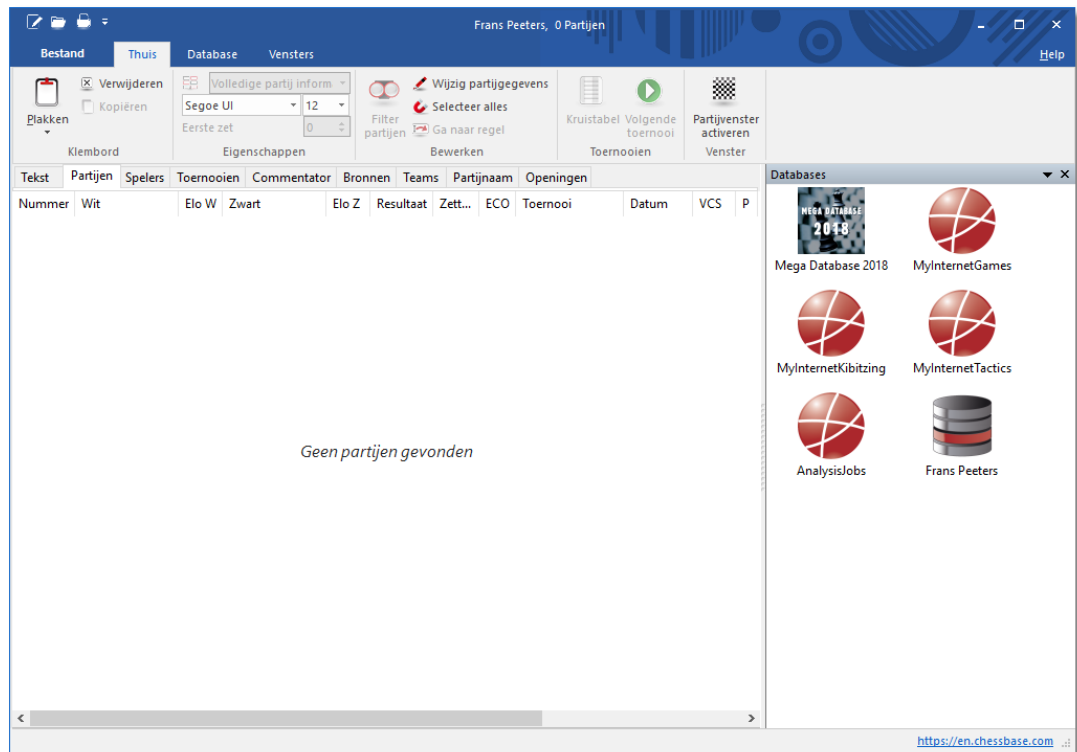 Frans Peeters, 0 Partijen
Bestand Thuis Database Vensters Help
Plakken
Verwijderen
Kopiëren
Klembord
Volledige partij inform
Segoe UI 12
Eerste zet 0
Eigenschappen
Filter partijen
Wijzig partijgegevens
Selecteer alles
Ga naar regel
Bewerken
Kruistabel Volgende toernooi
Toernooien
Partijvenster activeren
Venster
Tekst Partijen Spelers Toernooien Commentator Bronnen Teams Partijnaam Openingen
Nummer Wit Elo W Zwart Elo Z Resultaat Zett... ECO Toernooi Datum VCS P
Geen partijen gevonden
Databases
MEGA DATABASE
2018
Mega Database 2018 MyInternetGames
MyInternetKibitzing MyInternetTactics
AnalysisJobs Frans Peeters
https://en.chessbase.com